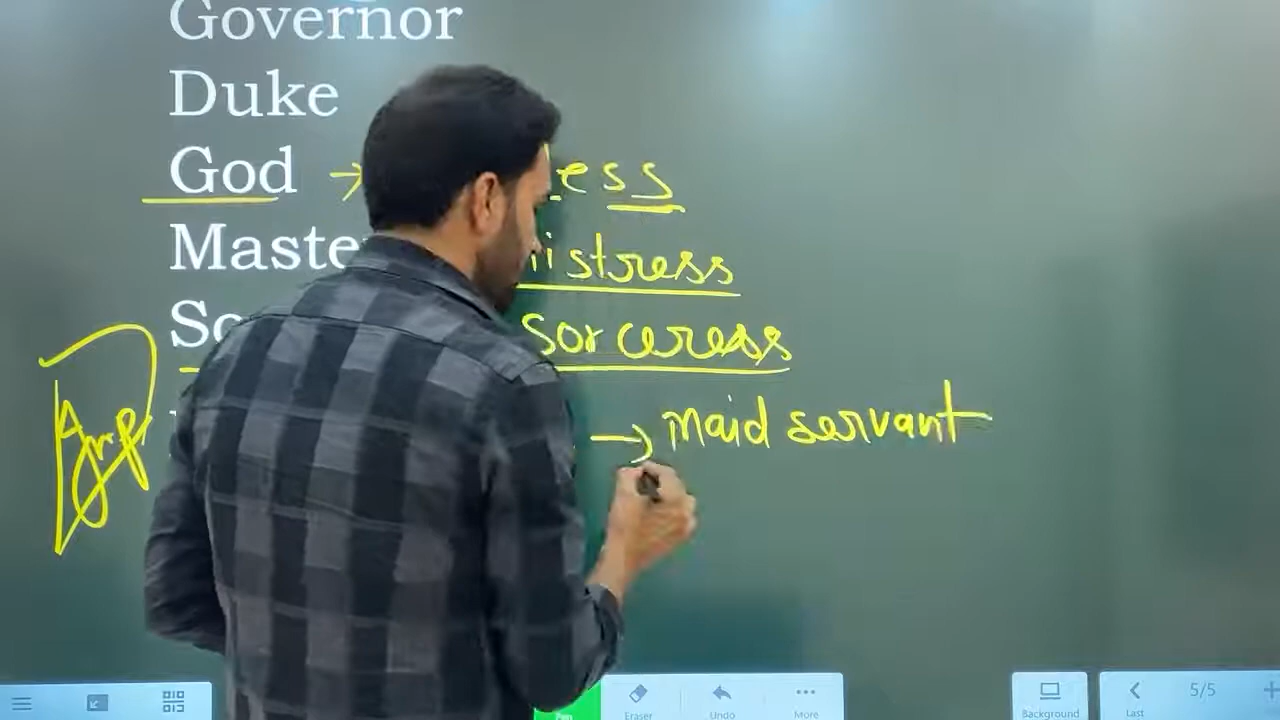 Governor
Duke
God → ess
Maste istress
So sorceress
→ maid servant
Eraser Undo More Background Last 5/5